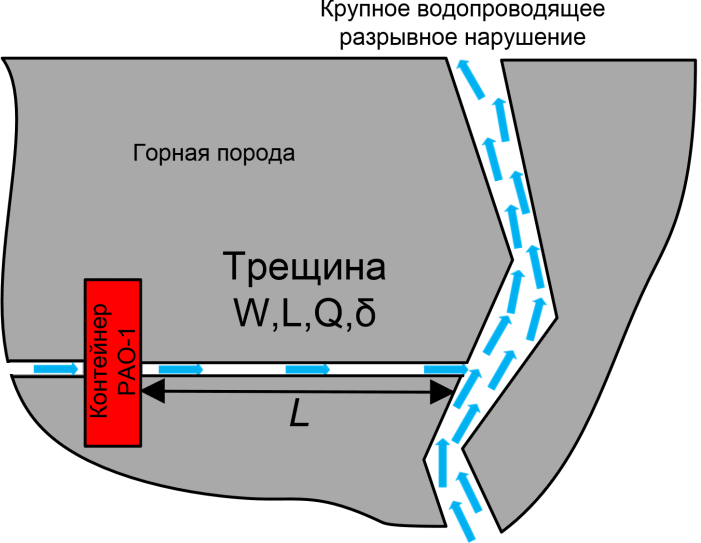 Крупное водопроводящее
разрывное нарушение
Горная порода
Трещина
W,L,Q,δ
Контейнер
РАО-1
L